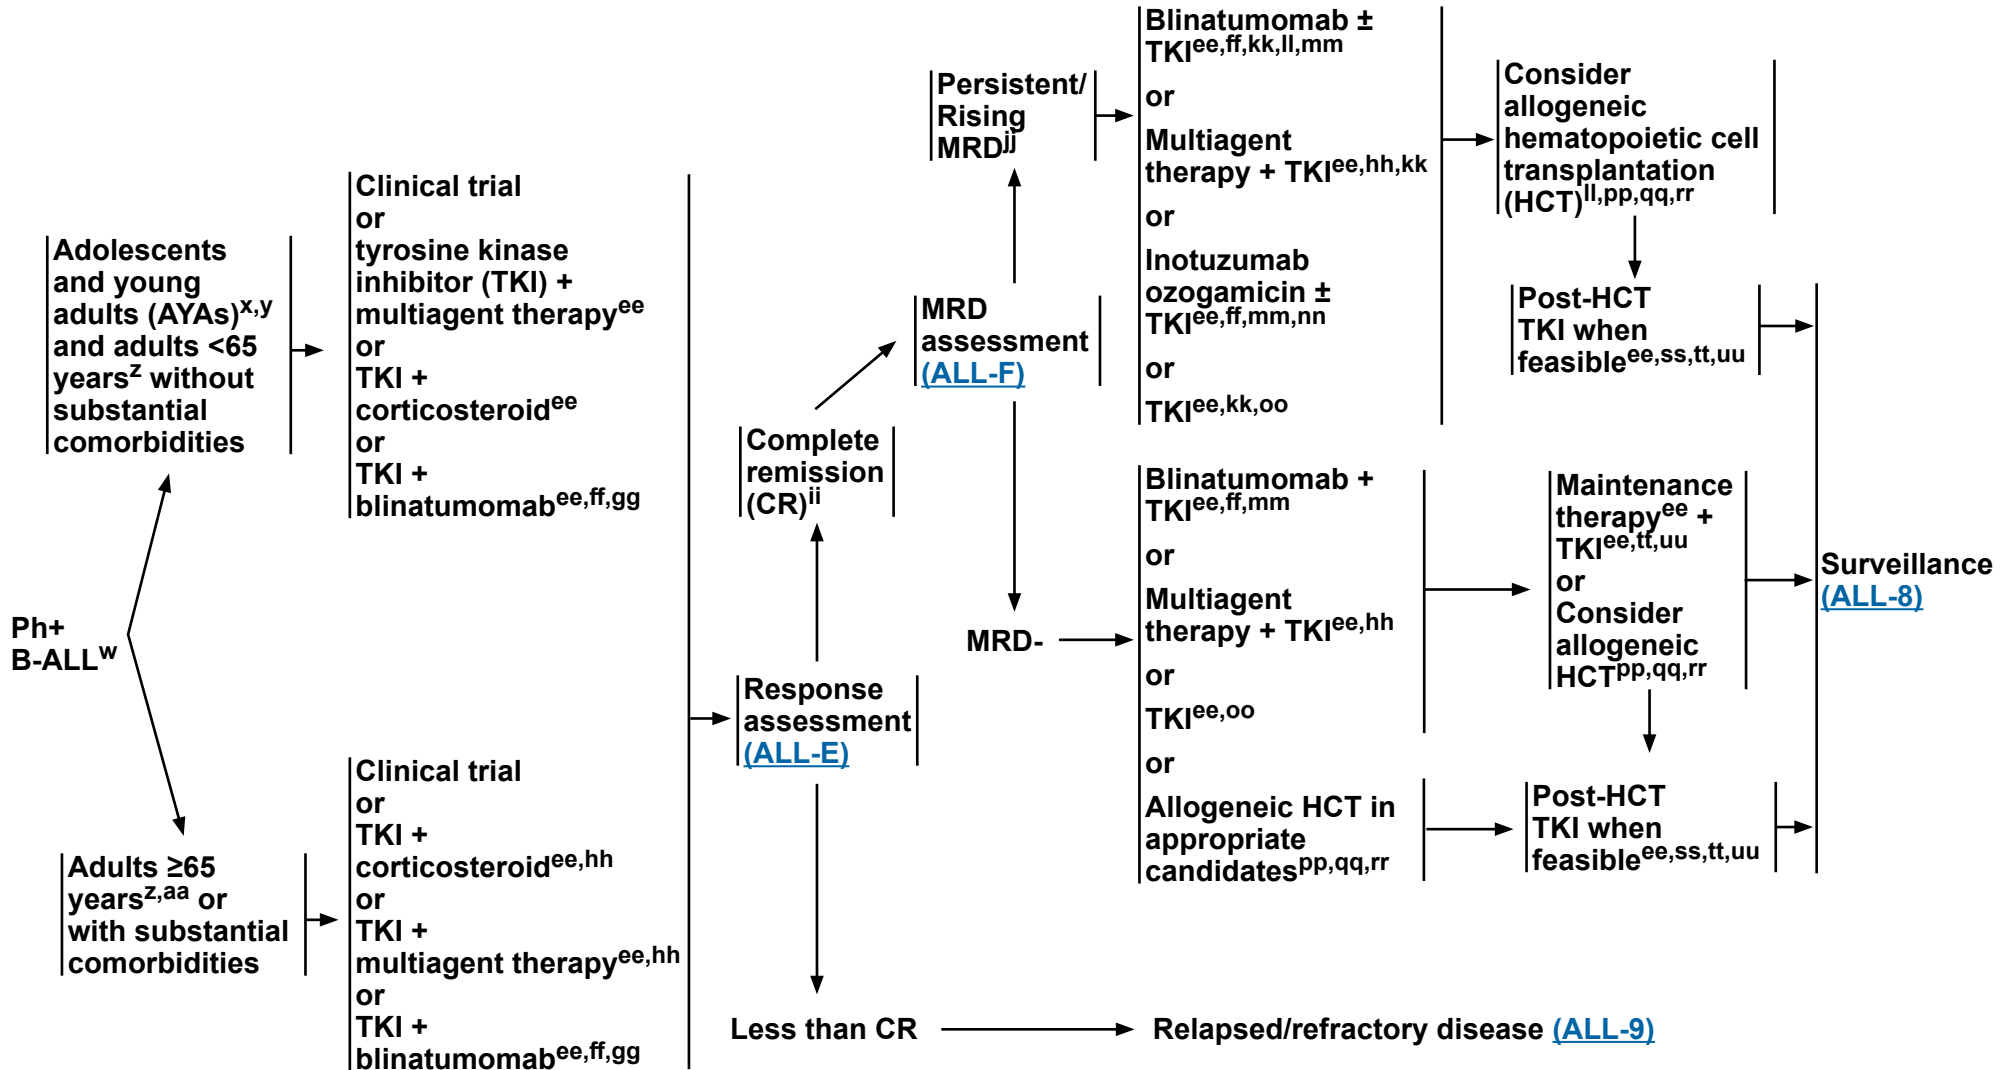 Ph+
B-ALLw
Adolescents
and young
adults (AYAs)x,y
and adults <65
yearsz without
substantial
comorbidities
Adults ≥65
yearsz,aa or
with substantial
comorbidities
Clinical trial
or
tyrosine kinase
inhibitor (TKI) +
multiagent therapyee
or
TKI +
corticosteroidee
or
TKI +
blinatumomabee,ff,gg
Clinical trial
or
TKI +
corticosteroidee,hh
or
TKI +
multiagent therapyee,hh
or
TKI +
blinatumomabee,ff,gg
Response
assessment
(ALL-E)
Complete
remission
(CR)ii
Less than CR
Relapsed/refractory disease (ALL-9)
MRD
assessment
(ALL-F)
Persistent/
Rising
MRDjj
MRD-
Blinatumomab ±
TKIee,ff,kk,ll,mm
or
Multiagent
therapy + TKIee,hh,kk
or
Inotuzumab
ozogamicin ±
TKIee,ff,mm,nn
or
TKIee,kk,oo
Consider
allogeneic
hematopoietic cell
transplantation
(HCT)ll,pp,qq,rr
Post-HCT
TKI when
feasibleee,ss,tt,uu
Blinatumomab +
TKIee,ff,mm
or
Multiagent
therapy + TKIee,hh
or
TKIee,oo
or
Allogeneic HCT in
appropriate
candidatespp,qq,rr
Maintenance
therapyee +
TKIee,tt,uu
or
Consider
allogeneic
HCTpp,qq,rr
Post-HCT
TKI when
feasibleee,ss,tt,uu
Surveillance
(ALL-8)